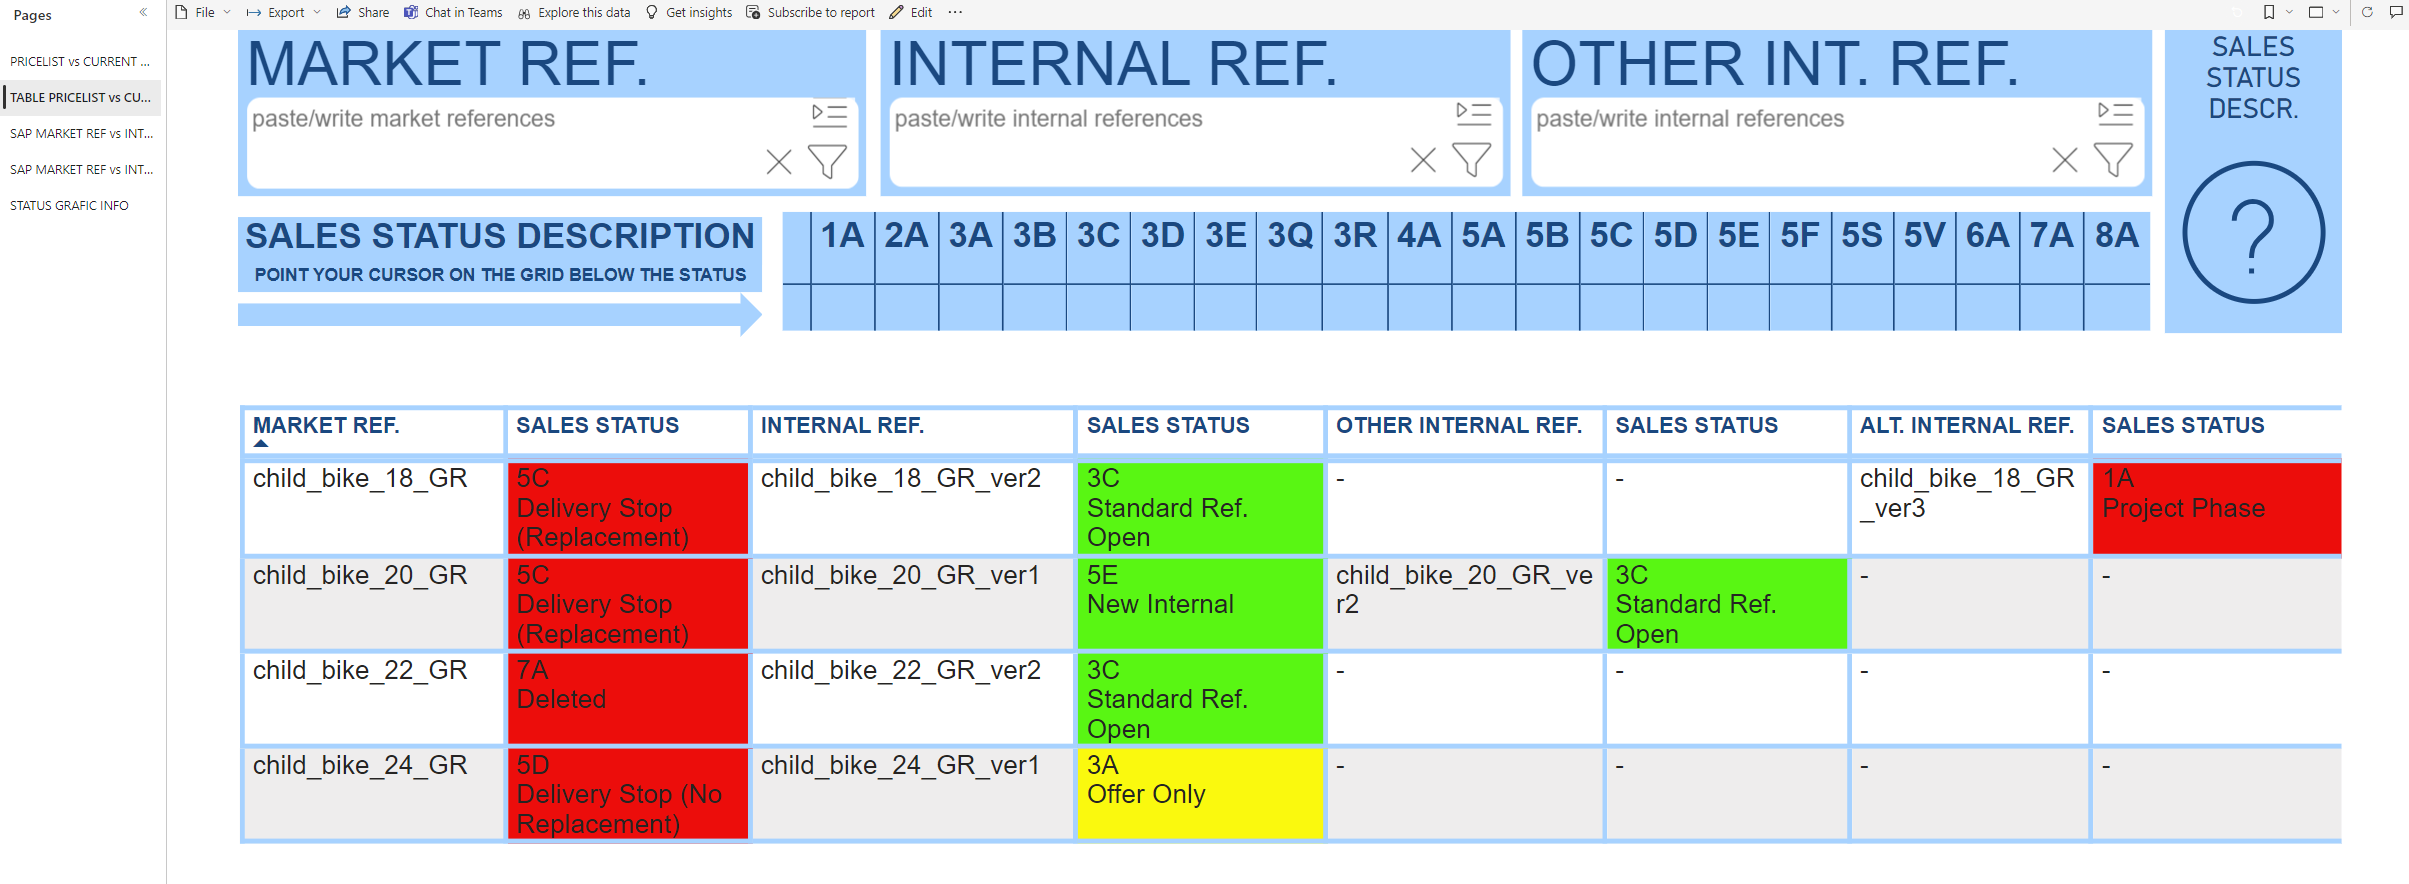 Pages
PRICELIST vs CURRENT ...
TABLE PRICELIST vs CU...
SAP MARKET REF vs INT...
SAP MARKET REF vs INT...
STATUS GRAFIC INFO
File Export Share Chat in Teams Explore this data Get insights Subscribe to report Edit ...
MARKET REF.
paste/write market references
INTERNAL REF.
paste/write internal references
OTHER INT. REF.
paste/write internal references
SALES
STATUS
DESCR.
?
SALES STATUS DESCRIPTION
POINT YOUR CURSOR ON THE GRID BELOW THE STATUS
1A 2A 3A 3B 3C 3D 3E 3Q 3R 4A 5A 5B 5C 5D 5E 5F 5S 5V 6A 7A 8A
MARKET REF. SALES STATUS INTERNAL REF. SALES STATUS OTHER INTERNAL REF. SALES STATUS ALT. INTERNAL REF. SALES STATUS
child_bike_18_GR 5C child_bike_18_GR_ver2 3C - - child_bike_18_GR 1A
Delivery Stop Standard Ref. _ver3 Project Phase
(Replacement) Open
child_bike_20_GR 5C child_bike_20_GR_ver1 5E child_bike_20_GR_ve 3C - -
Delivery Stop New Internal r2 Standard Ref.
(Replacement) Open
child_bike_22_GR 7A child_bike_22_GR_ver2 3C - - - -
Deleted Standard Ref.
Open
child_bike_24_GR 5D child_bike_24_GR_ver1 3A - - - -
Delivery Stop (No Offer Only
Replacement)